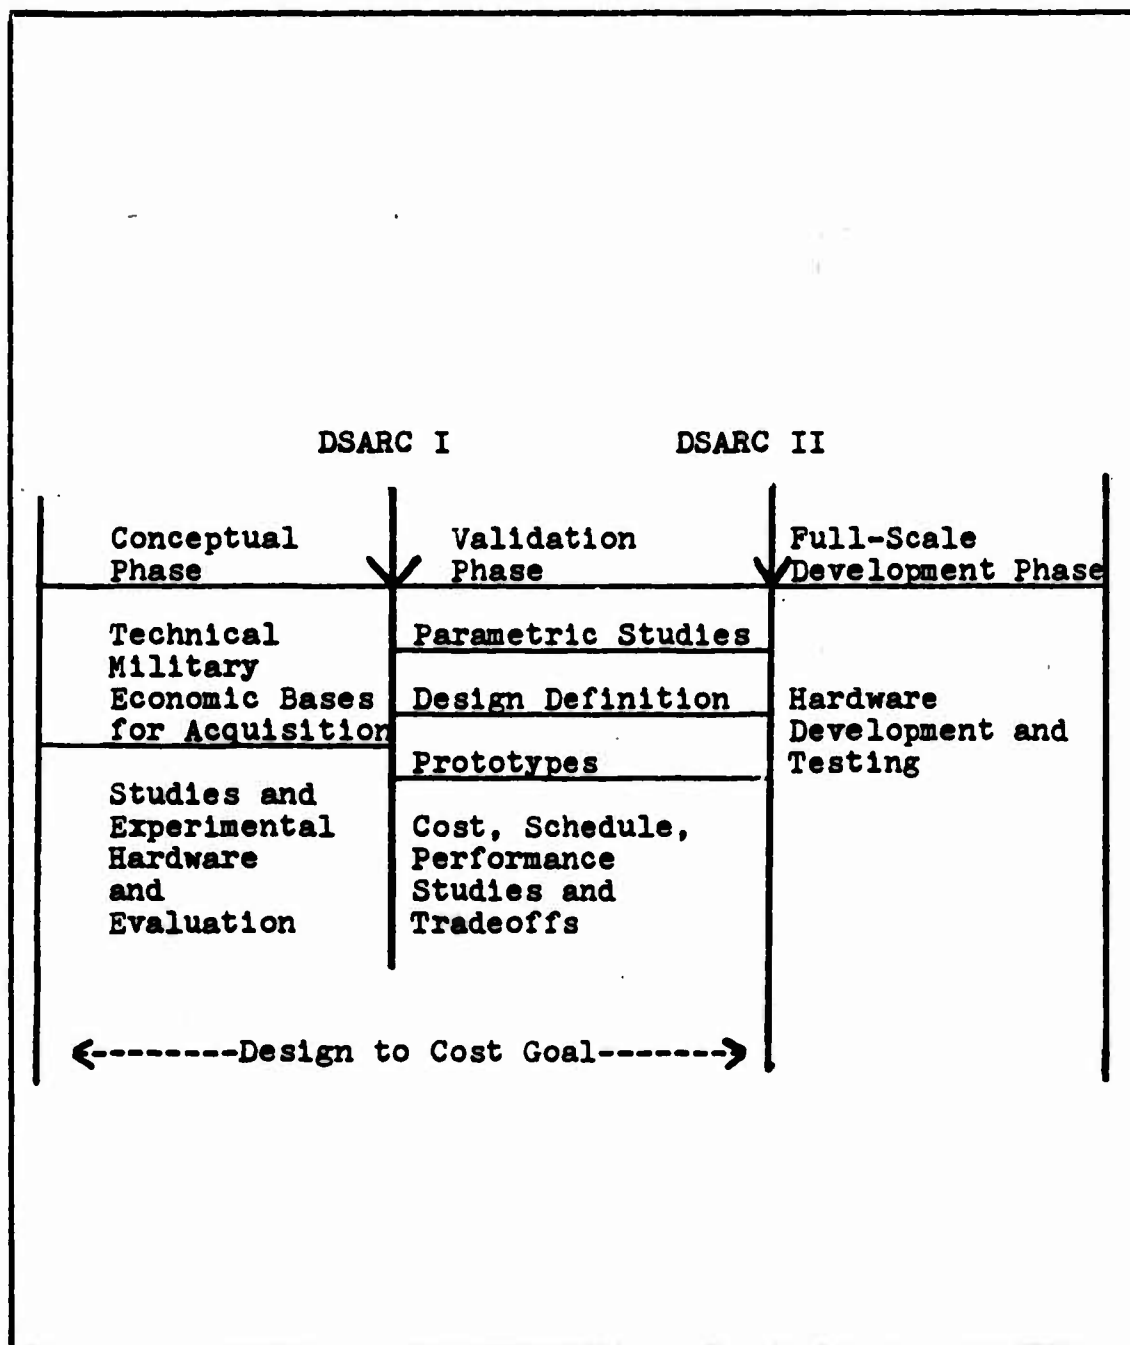 DSARC I
DSARC II
Conceptual
Phase
Validation
Phase
Full-Scale
Development Phase
Technical
Military
Economic Bases
for Acquisition
Studies and
Experimental
Hardware
and
Evaluation
Parametric Studies
Design Definition
Prototypes
Cost, Schedule,
Performance
Studies and
Tradeoffs
Hardware
Development and
Testing
<--------Design to Cost Goal------->